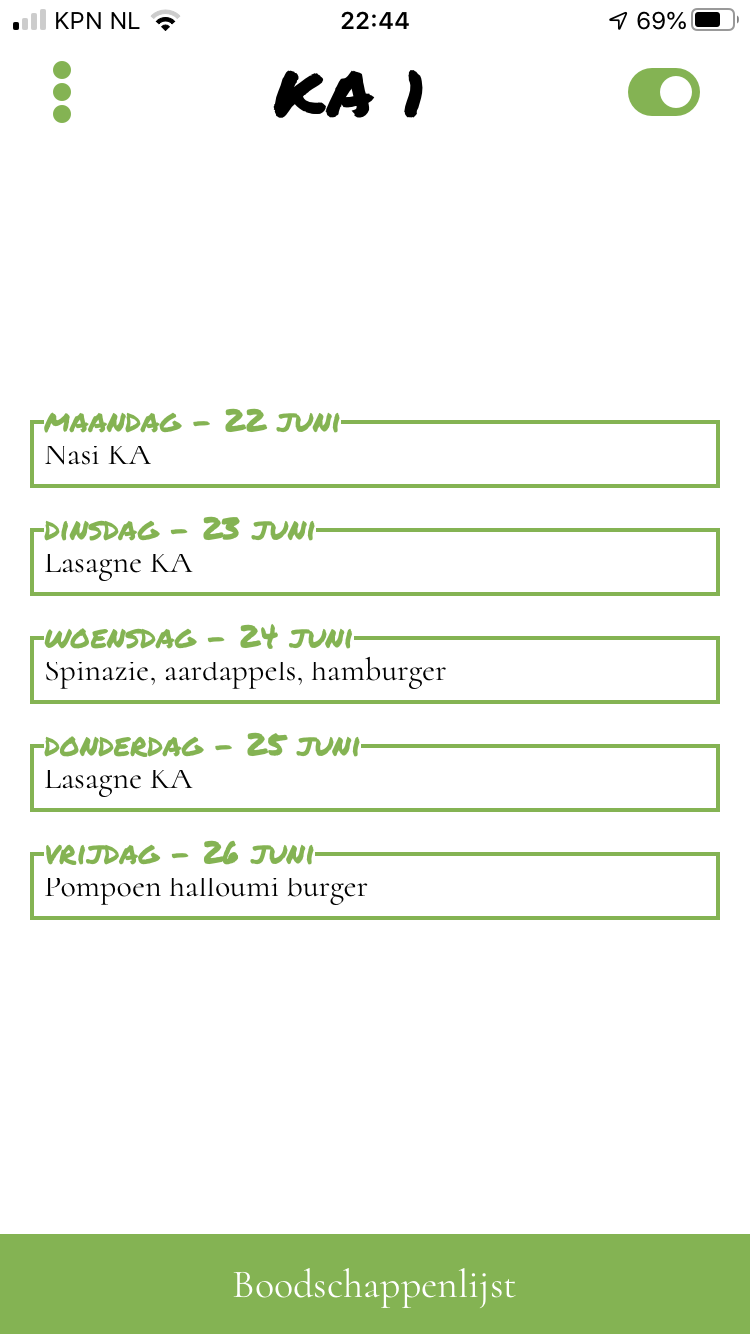 KPN NL 22:44 69%
KA 1
MAANDAG - 22 JUNI
Nasi KA
DINSDAG - 23 JUNI
Lasagne KA
WOENSDAG - 24 JUNI
Spinazie, aardappels, hamburger
DONDERDAG - 25 JUNI
Lasagne KA
VRIJDAG - 26 JUNI
Pompoen halloumi burger
Boodschappenlijst